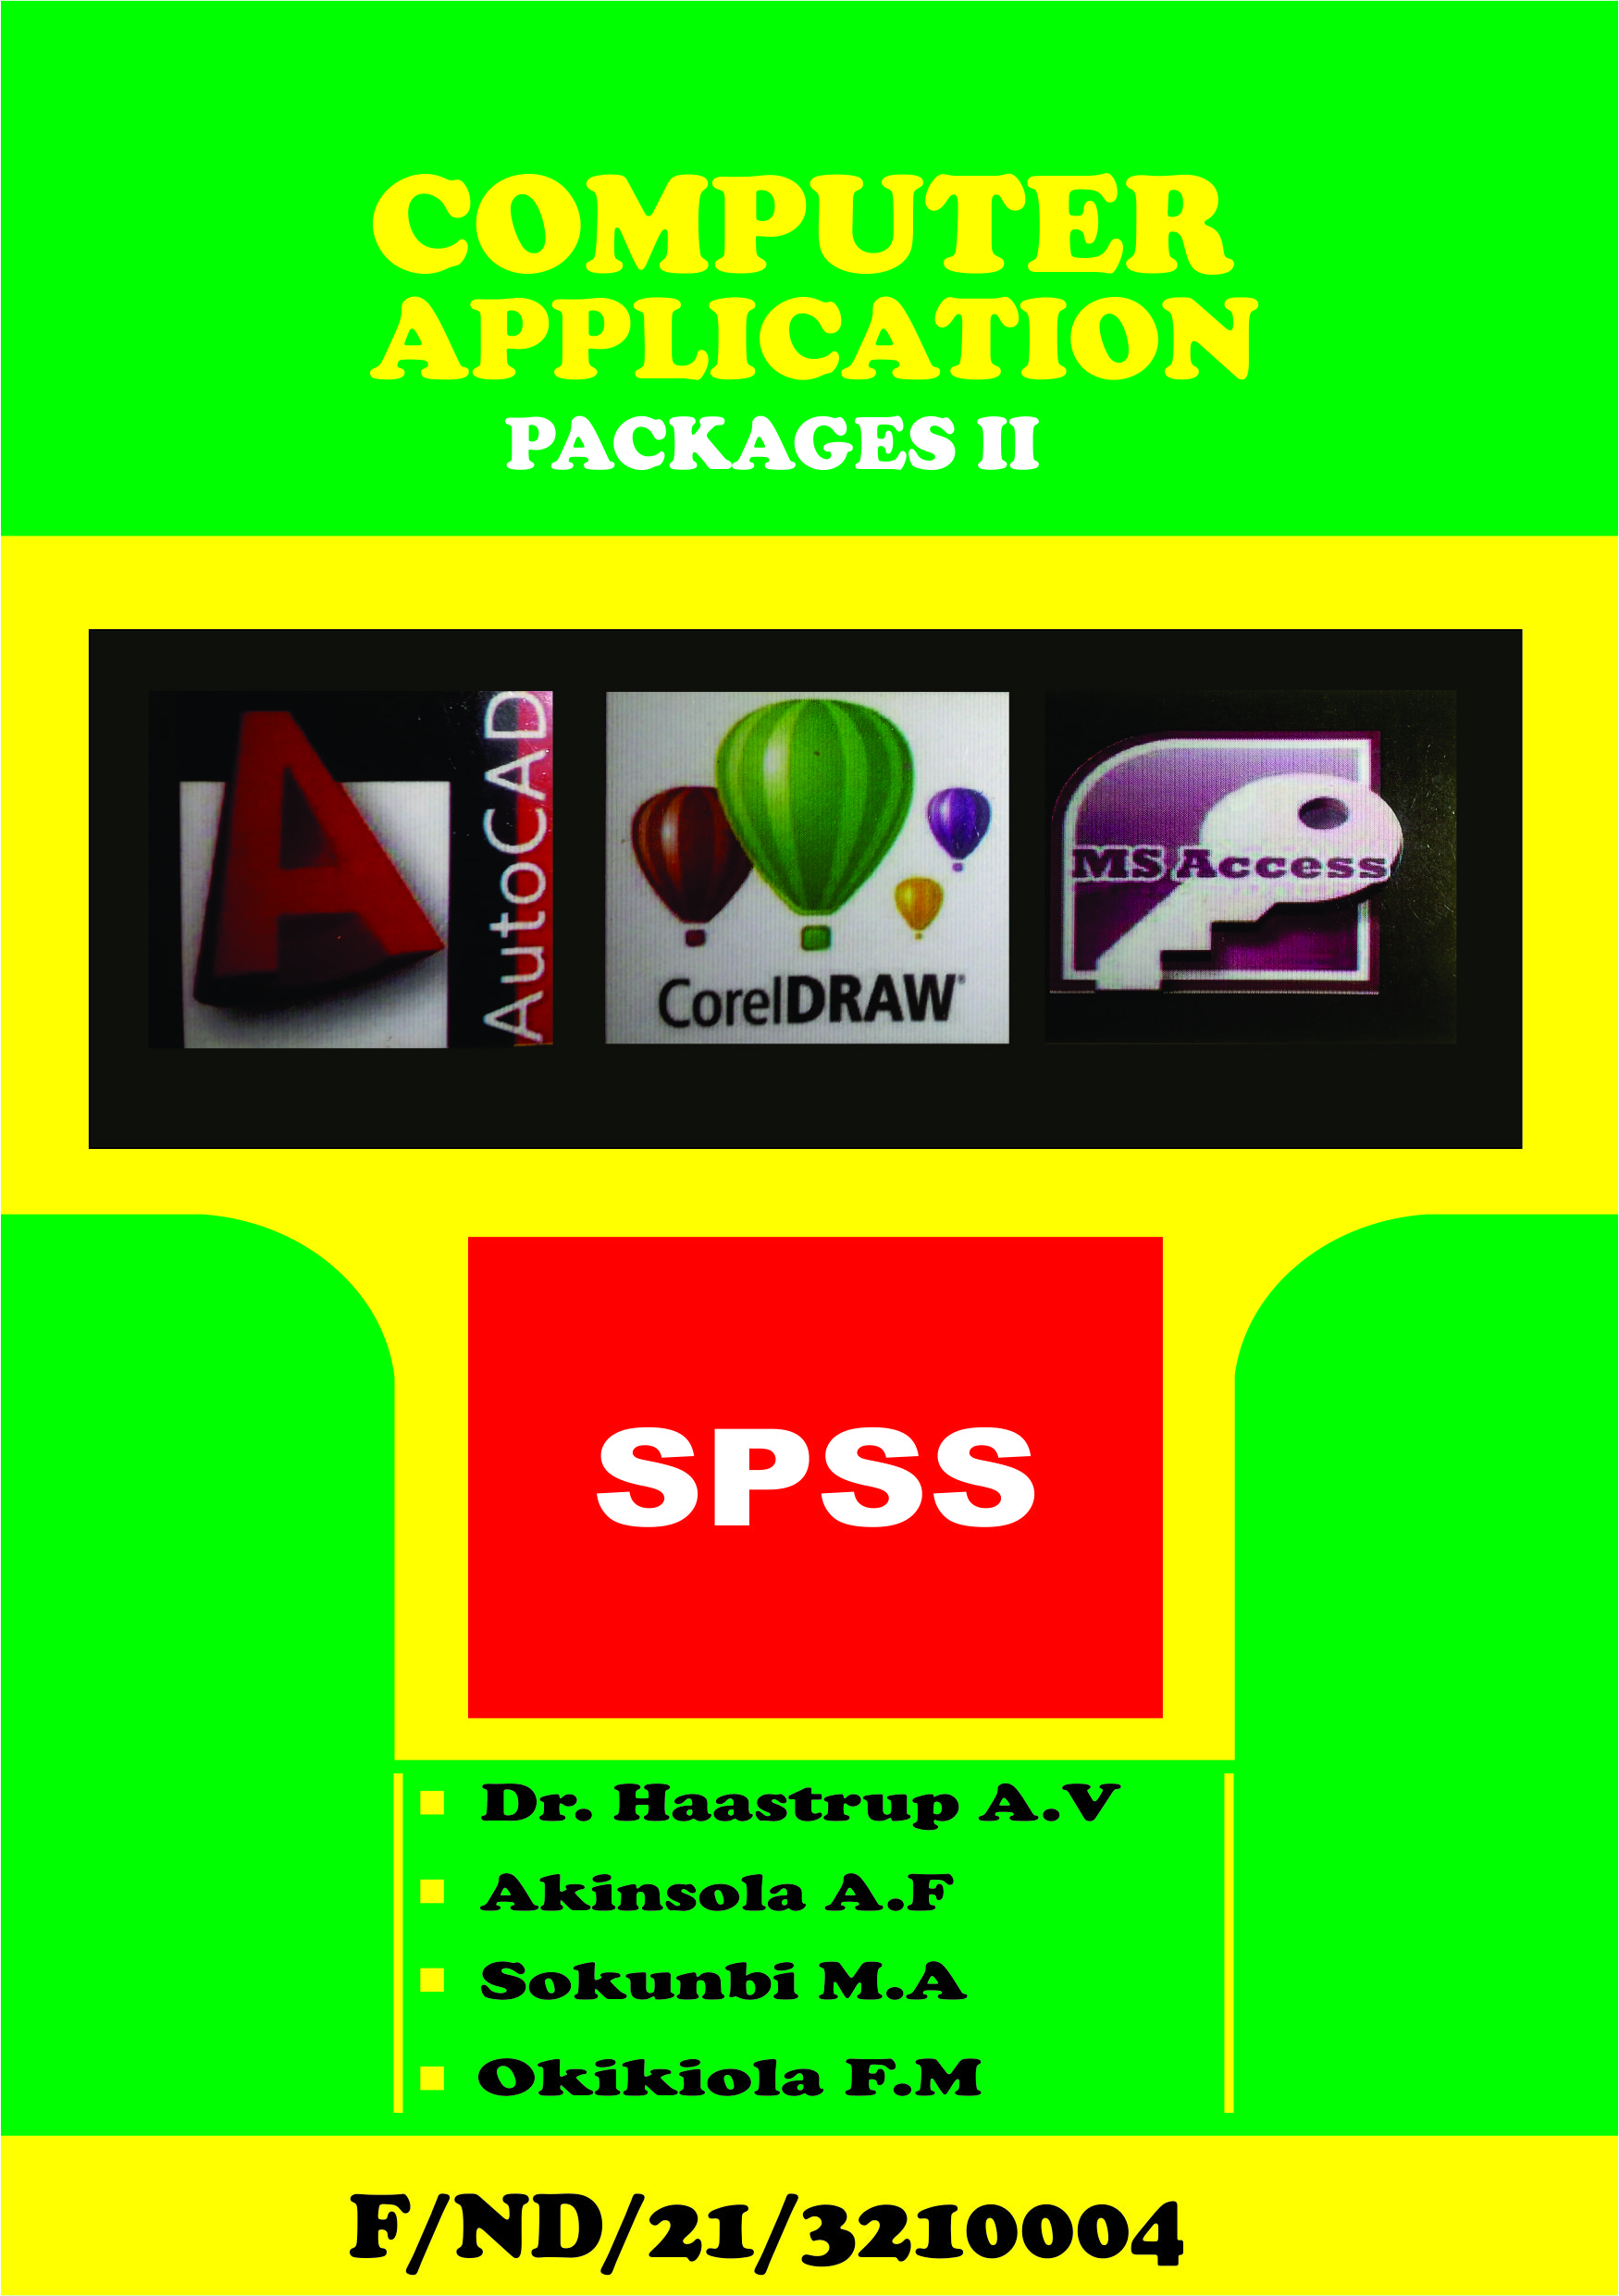 COMPUTER
APPLICATION
PACKAGES II
AutoCAD
CorelDRAW®
MS Access
SPSS
Dr. Haastrup A.V
Akinsola A.F
Sokunbi M.A
Okikiola F.M
F/ND/21/3210004